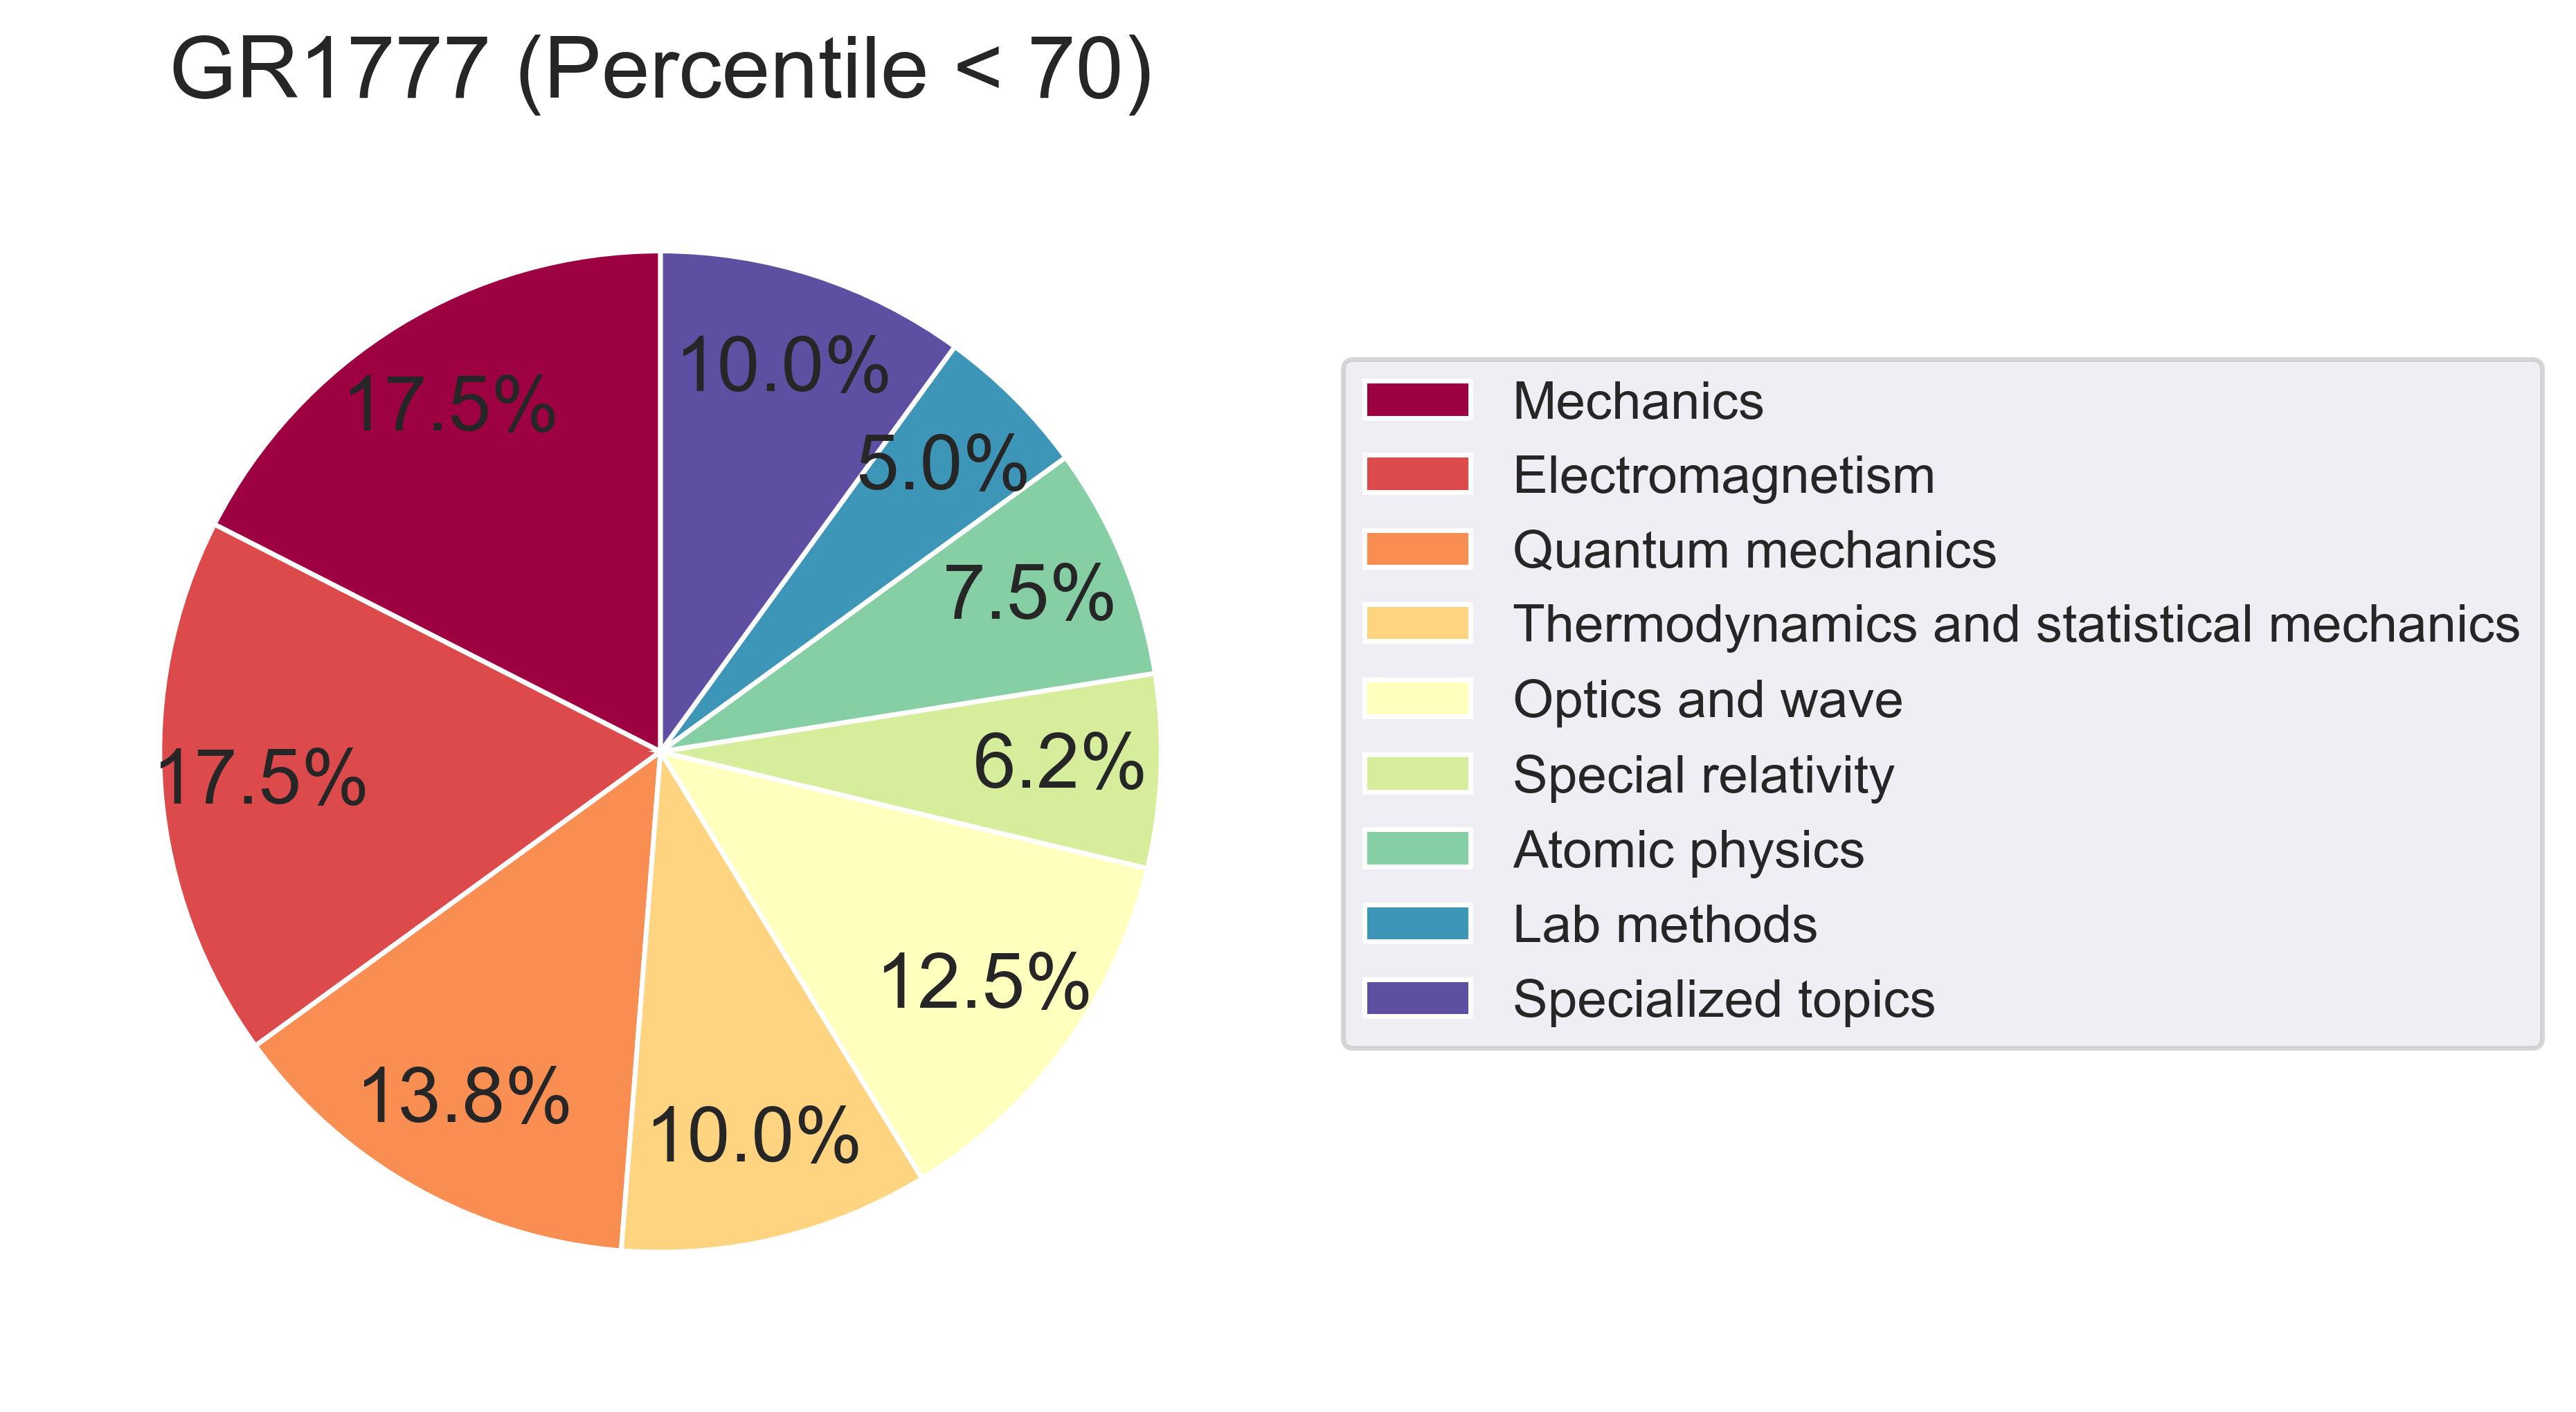 GR1777 (Percentile < 70)
10.0%
17.5%
5.0%
7.5%
6.2%
17.5%
12.5%
13.8%
10.0%
Mechanics
Electromagnetism
Quantum mechanics
Thermodynamics and statistical mechanics
Optics and wave
Special relativity
Atomic physics
Lab methods
Specialized topics